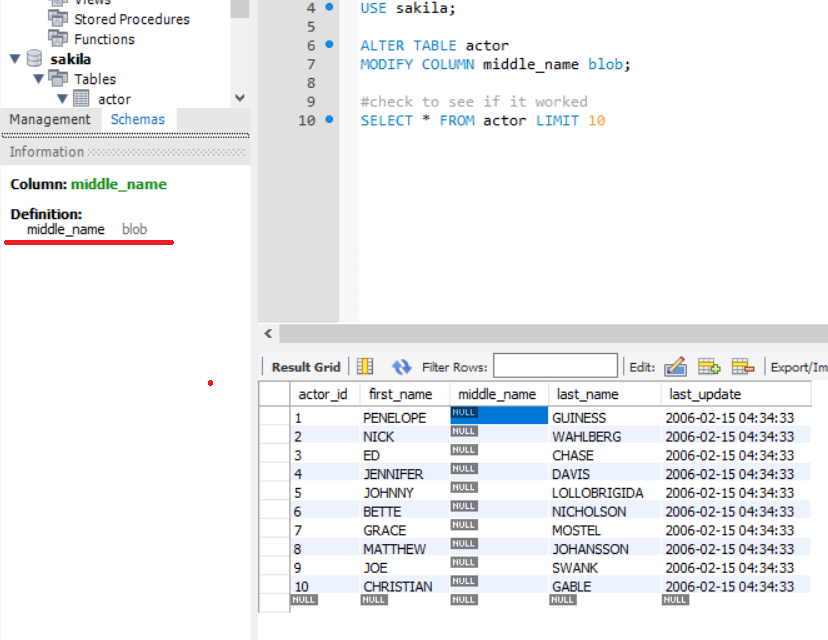 Views
Stored Procedures
Functions
sakila
Tables
actor
Management Schemas
Information
Column: middle_name
Definition:
middle_name blob
4 USE sakila;
5
6 ALTER TABLE actor
7 MODIFY COLUMN middle_name blob;
8
9 #check to see if it worked
10 SELECT * FROM actor LIMIT 10
Result Grid Filter Rows: Edit: Export/Im
actor_id first_name middle_name last_name last_update
1 PENELOPE NULL GUINESS 2006-02-15 04:34:33
2 NICK NULL WAHLBERG 2006-02-15 04:34:33
3 ED NULL CHASE 2006-02-15 04:34:33
4 JENNIFER NULL DAVIS 2006-02-15 04:34:33
5 JOHNNY NULL LOLLOBRIGIDA 2006-02-15 04:34:33
6 BETTE NULL NICHOLSON 2006-02-15 04:34:33
7 GRACE NULL MOSTEL 2006-02-15 04:34:33
8 MATTHEW NULL JOHANSSON 2006-02-15 04:34:33
9 JOE NULL SWANK 2006-02-15 04:34:33
10 CHRISTIAN NULL GABLE 2006-02-15 04:34:33
NULL NULL NULL NULL NULL